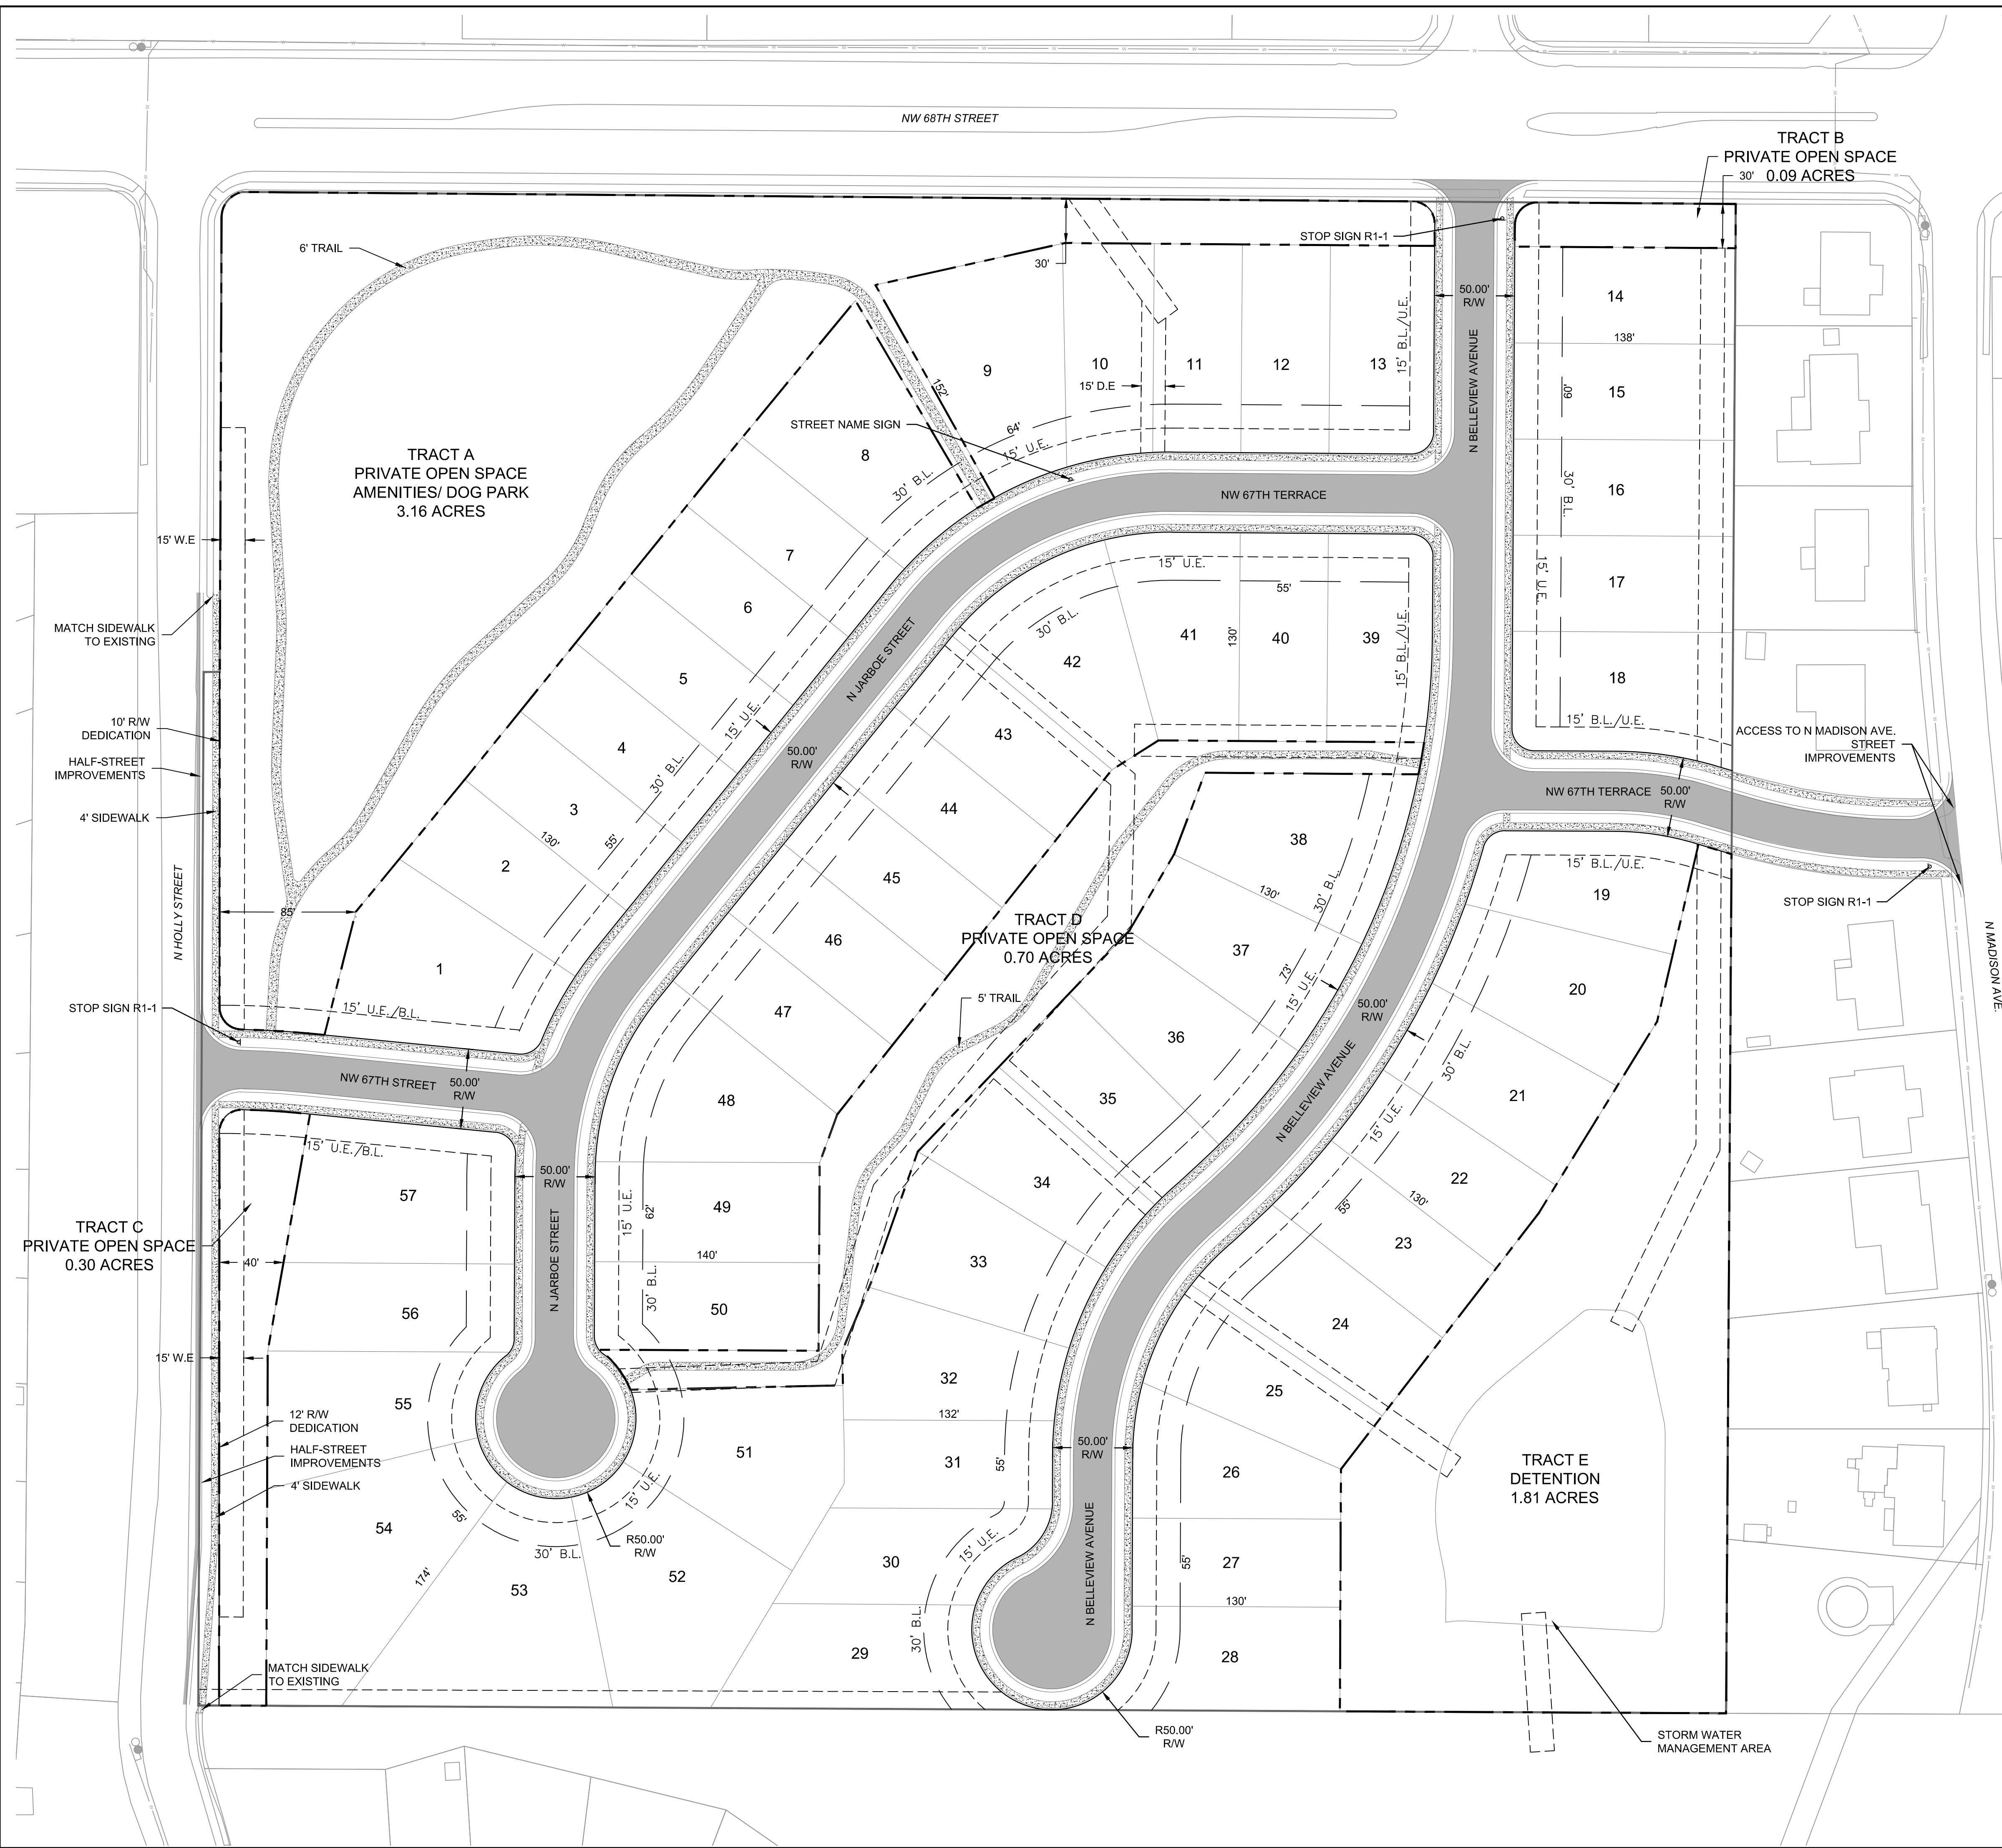 NW 68TH STREET
TRACT B
PRIVATE OPEN SPACE
30' 0.09 ACRES
6' TRAIL
STOP SIGN R1-1
30'
50.00'
R/W
14
138'
15' B.L./U.E.
N BELLEVIEW AVENUE
9
10
11
12
13
15
60'
152'
15' D.E
STREET NAME SIGN
64'
15' U.E.
30' B.L.
8
TRACT A
PRIVATE OPEN SPACE
AMENITIES/ DOG PARK
3.16 ACRES
NW 67TH TERRACE
16
30' B.L.
15' W.E
7
15' U.E.
55'
15' U.E.
17
6
30' B.L.
MATCH SIDEWALK
TO EXISTING
N JARBOE STREET
42
41
130'
40
39
15' B.L./U.E.
5
18
15' U.E.
15' B.L./U.E.
10' R/W
DEDICATION
4
43
50.00'
R/W
ACCESS TO N MADISON AVE.
STREET
IMPROVEMENTS
HALF-STREET
IMPROVEMENTS
30' B.L.
NW 67TH TERRACE
50.00'
R/W
4' SIDEWALK
3
130'
55'
44
38
2
45
130'
30' B.L.
15' B.L./U.E.
19
STOP SIGN R1-1
N HOLLY STREET
85'
TRACT D
PRIVATE OPEN SPACE
0.70 ACRES
46
37
73'
15' U.E.
N MADISON AVE.
1
20
STOP SIGN R1-1
15' U.E./B.L.
47
5' TRAIL
50.00'
R/W
36
NW 67TH STREET
50.00'
R/W
N BELLEVIEW AVENUE
30' B.L.
48
35
21
15' U.E.
15' U.E./B.L.
50.00'
R/W
34
22
130'
57
15' U.E.
62'
49
55'
TRACT C
PRIVATE OPEN SPACE
0.30 ACRES
40'
N JARBOE STREET
140'
33
23
30' B.L.
56
50
24
15' W.E
32
25
55
12' R/W
DEDICATION
132'
50.00'
R/W
51
31
55'
26
HALF-STREET
IMPROVEMENTS
4' SIDEWALK
TRACT E
DETENTION
1.81 ACRES
15' U.E.
55'
54
R50.00'
R/W
30' B.L.
15' U.E.
30
N BELLEVIEW AVENUE
27
55'
174'
53
52
130'
30' B.L.
29
28
MATCH SIDEWALK
TO EXISTING
R50.00'
R/W
STORM WATER
MANAGEMENT AREA